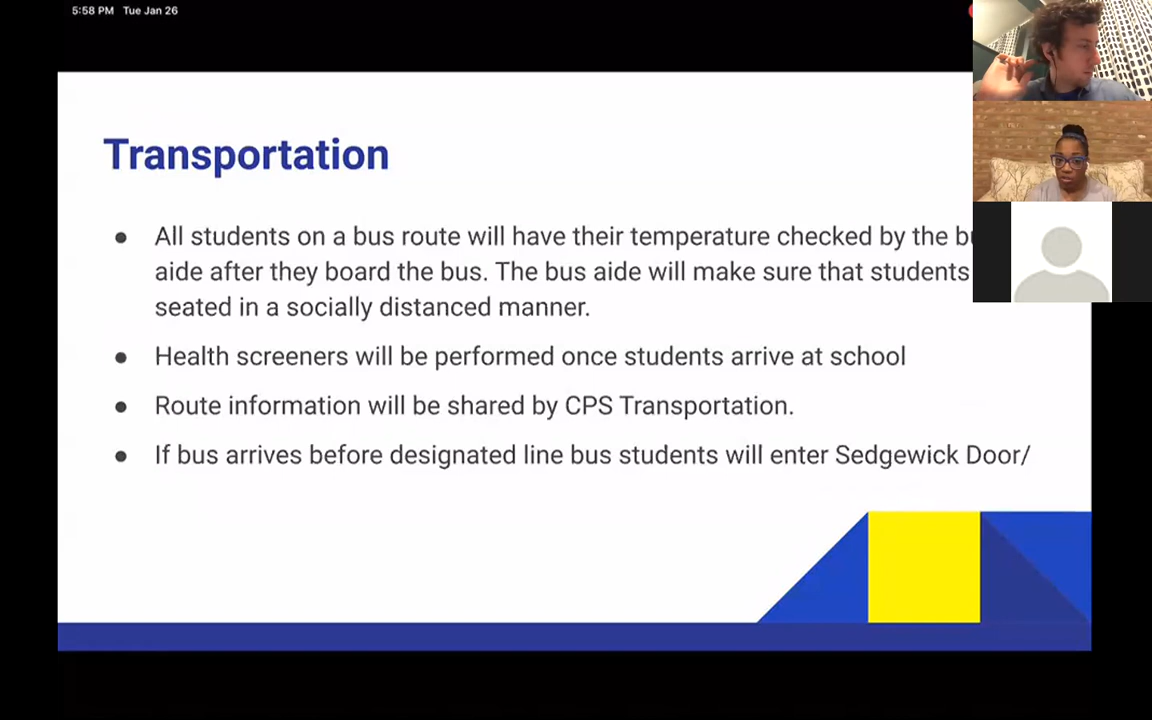 5:58 PM Tue Jan 26
Transportation
● All students on a bus route will have their temperature checked by the
aide after they board the bus. The bus aide will make sure that students
seated in a socially distanced manner.
● Health screeners will be performed once students arrive at school
● Route information will be shared by CPS Transportation.
● If bus arrives before designated line bus students will enter Sedgewick Door/